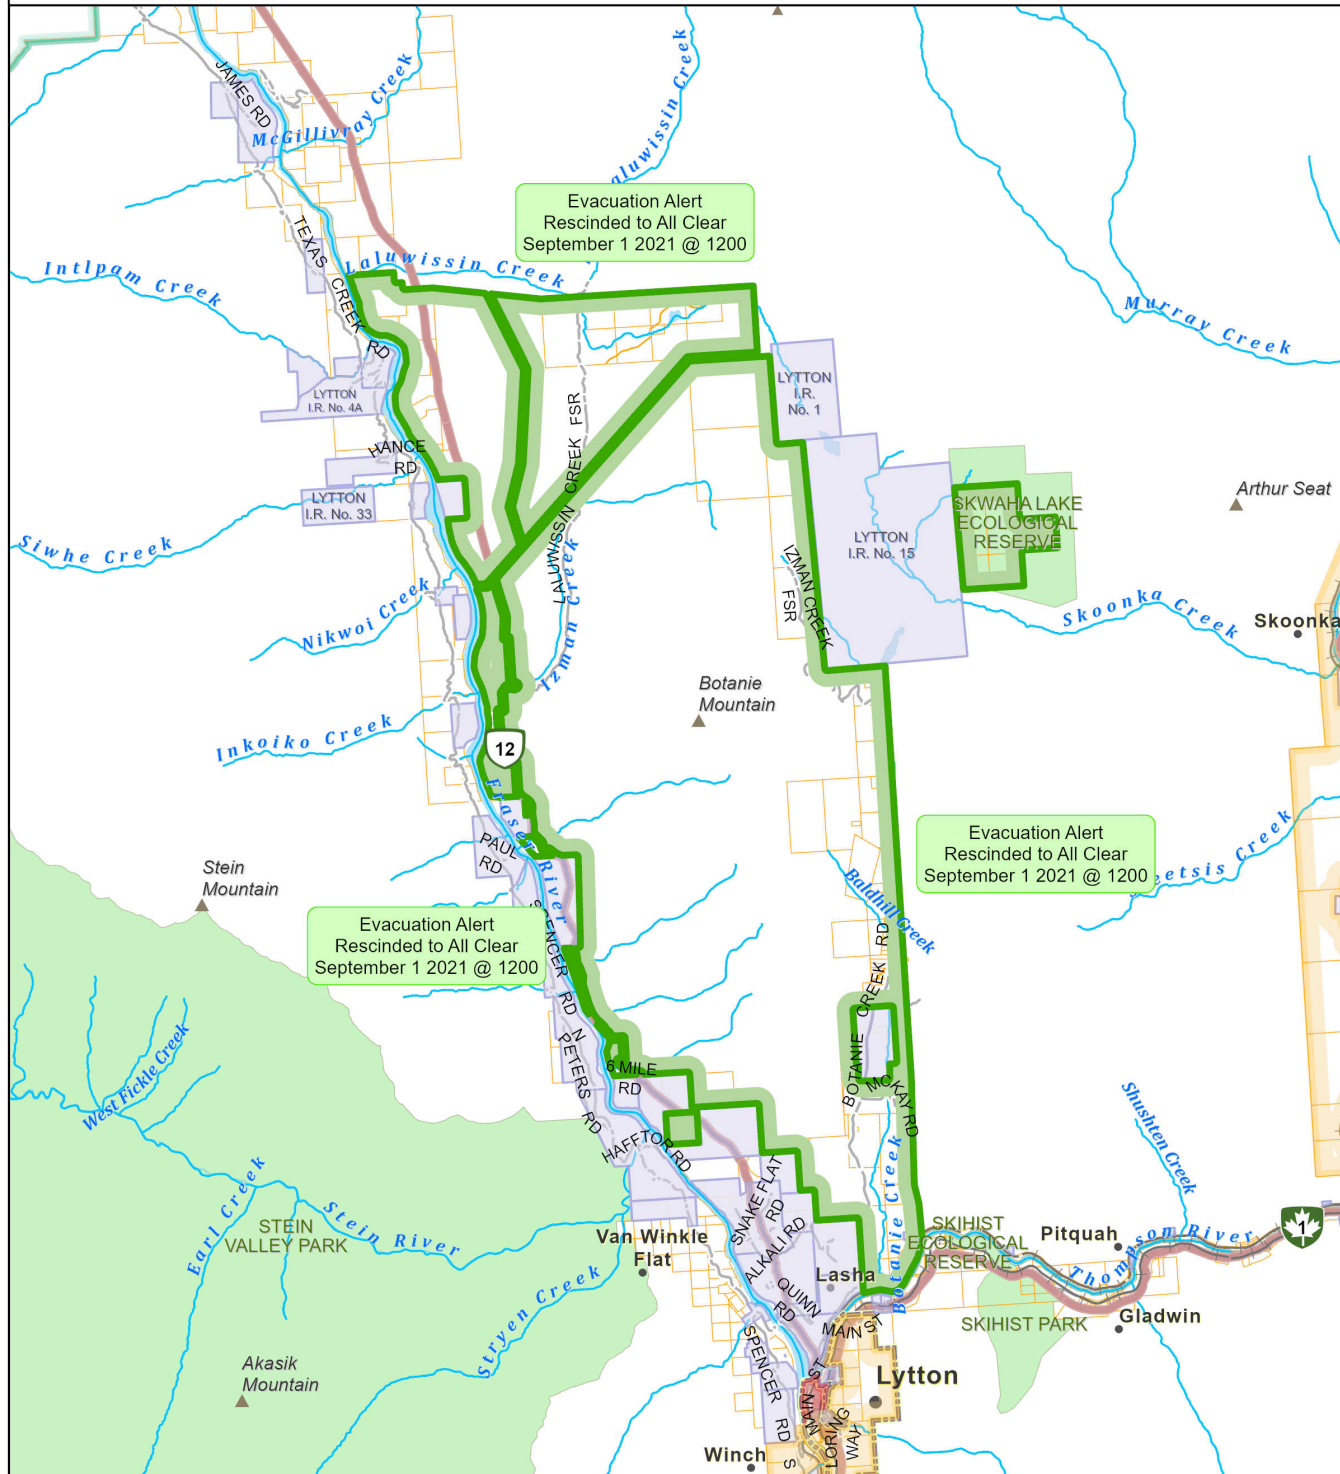 JAMES RD
McGillivray Creek
aluwissin Creek
Evacuation Alert
Rescinded to All Clear
September 1 2021 @ 1200
TEXAS CREEK RD
Intlpam Creek
Laluwissin Creek
Murray Creek
LYTTON
I.R. No. 4A
LYTTON
I.R.
No. 1
HANCE
RD
LYTTON
I.R. No. 33
LALUWISSIN CREEK FSR
Siwhe Creek
Nikwoi Creek
Izman Creek
IZMAN CREEK
FSR
LYTTON
I.R. No. 15
SKWAHA LAKE
ECOLOGICAL
RESERVE
Arthur Seat
Skoonka Creek
Skoonka
Botanie
Mountain
Inkoiko Creek
12
Fraser River
PAUL
RD
Stein
Mountain
Evacuation Alert
Rescinded to All Clear
September 1 2021 @ 1200
Evacuation Alert
Rescinded to All Clear
September 1 2021 @ 1200
etsis Creek
Baldhill Creek
SPENCER RD N
BOTANIE CREEK RD
PETERS RD
6 MILE
RD
MCKAY RD
West Fickle Creek
HAFFTOR RD
Shushten Creek
Earl Creek
STEIN
VALLEY PARK
Stein River
SNAKE FLAT
RD
ALKALI RD
Botanie Creek
SKIHIST
ECOLOGICAL
RESERVE
Pitquah
Thompson River
1
Van Winkle
Flat
Lasha
QUINN
RD
Stryen Creek
MAIN ST
SKIHIST PARK
Gladwin
SPENCER RD S
MAIN ST
Akasik
Mountain
Lytton
LORING
WAY
Winch